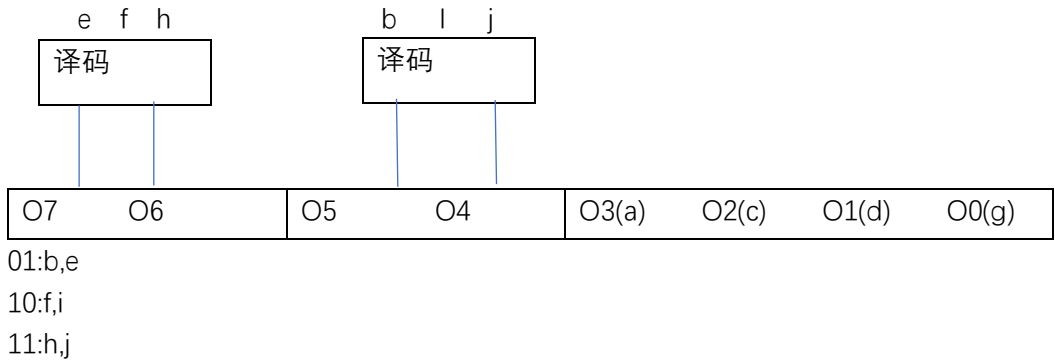 e f h b l j
译码 译码
O7 O6 O5 O4 O3(a) O2(c) O1(d) O0(g)
01:b,e
10:f,i
11:h,j